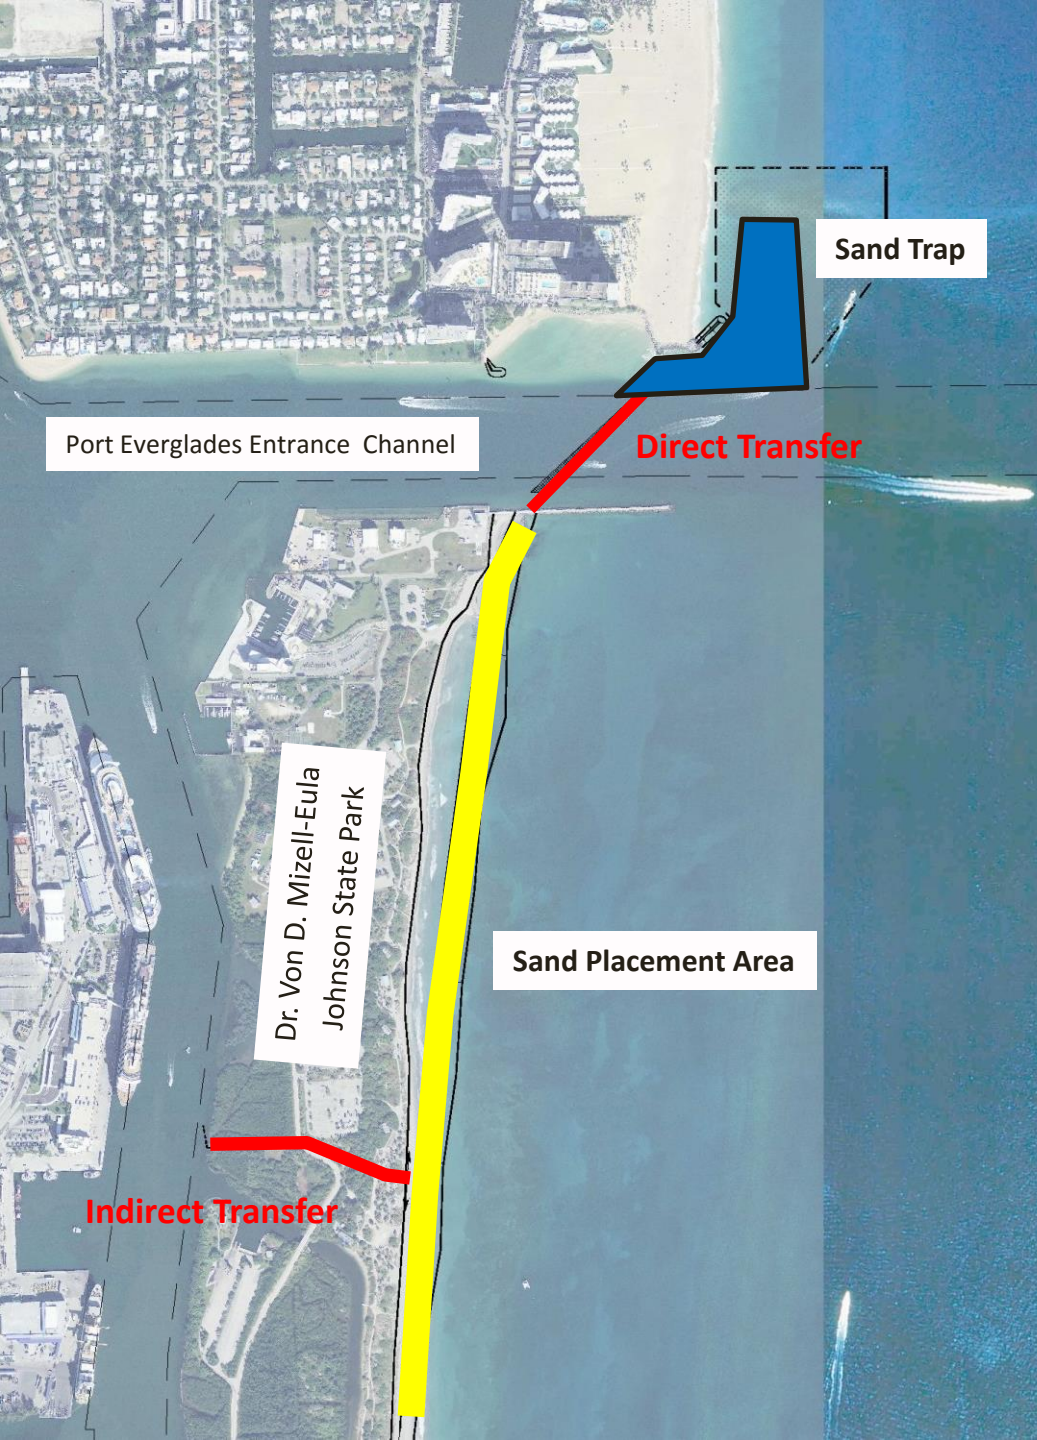 Sand Trap
Port Everglades Entrance Channel
Direct Transfer
Dr. Von D. Mizell-Eula
Johnson State Park
Sand Placement Area
Indirect Transfer